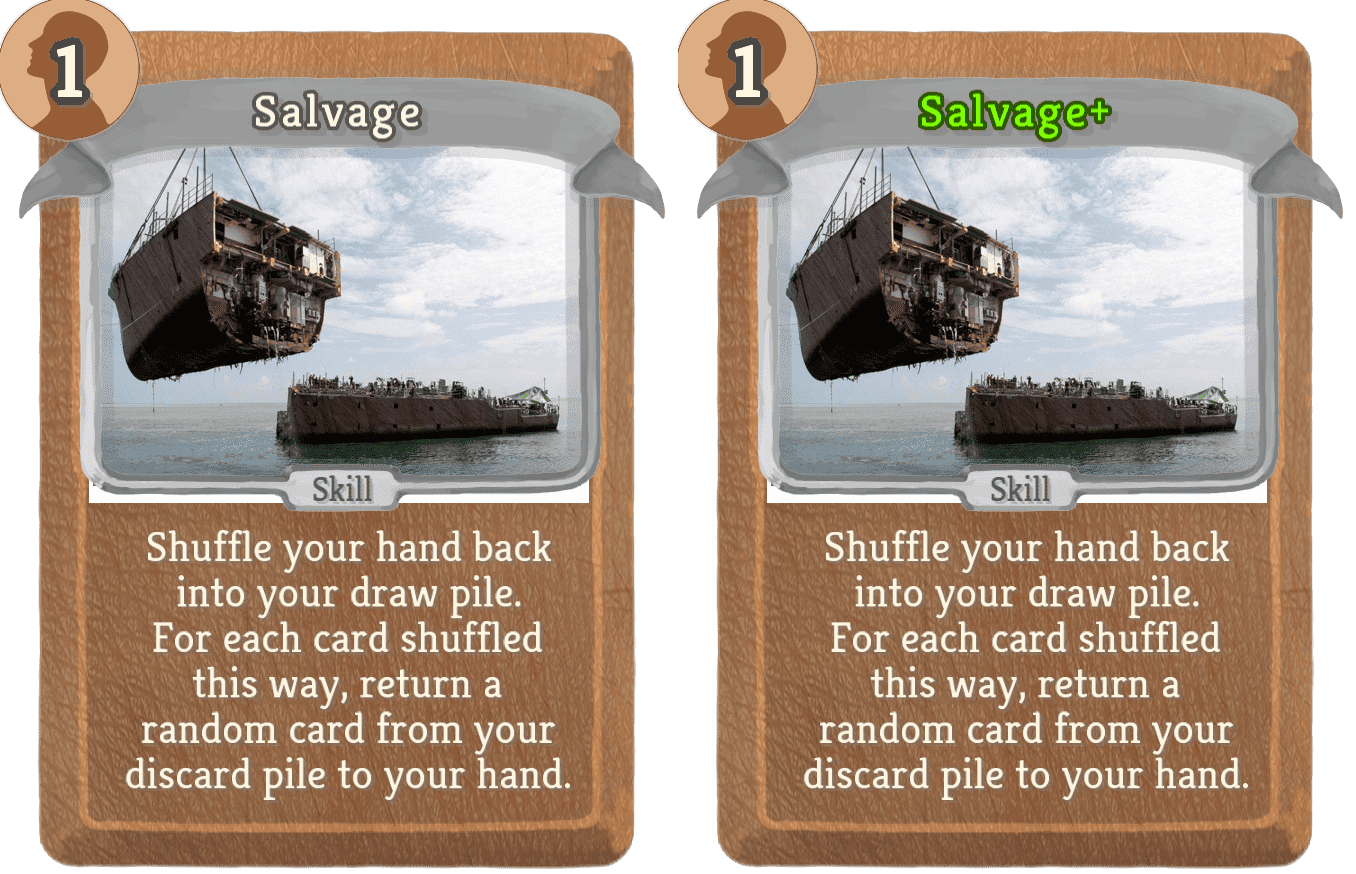 1
Salvage
Skill
Shuffle your hand back
into your draw pile.
For each card shuffled
this way, return a
random card from your
discard pile to your hand.
1
Salvage+
Skill
Shuffle your hand back
into your draw pile.
For each card shuffled
this way, return a
random card from your
discard pile to your hand.